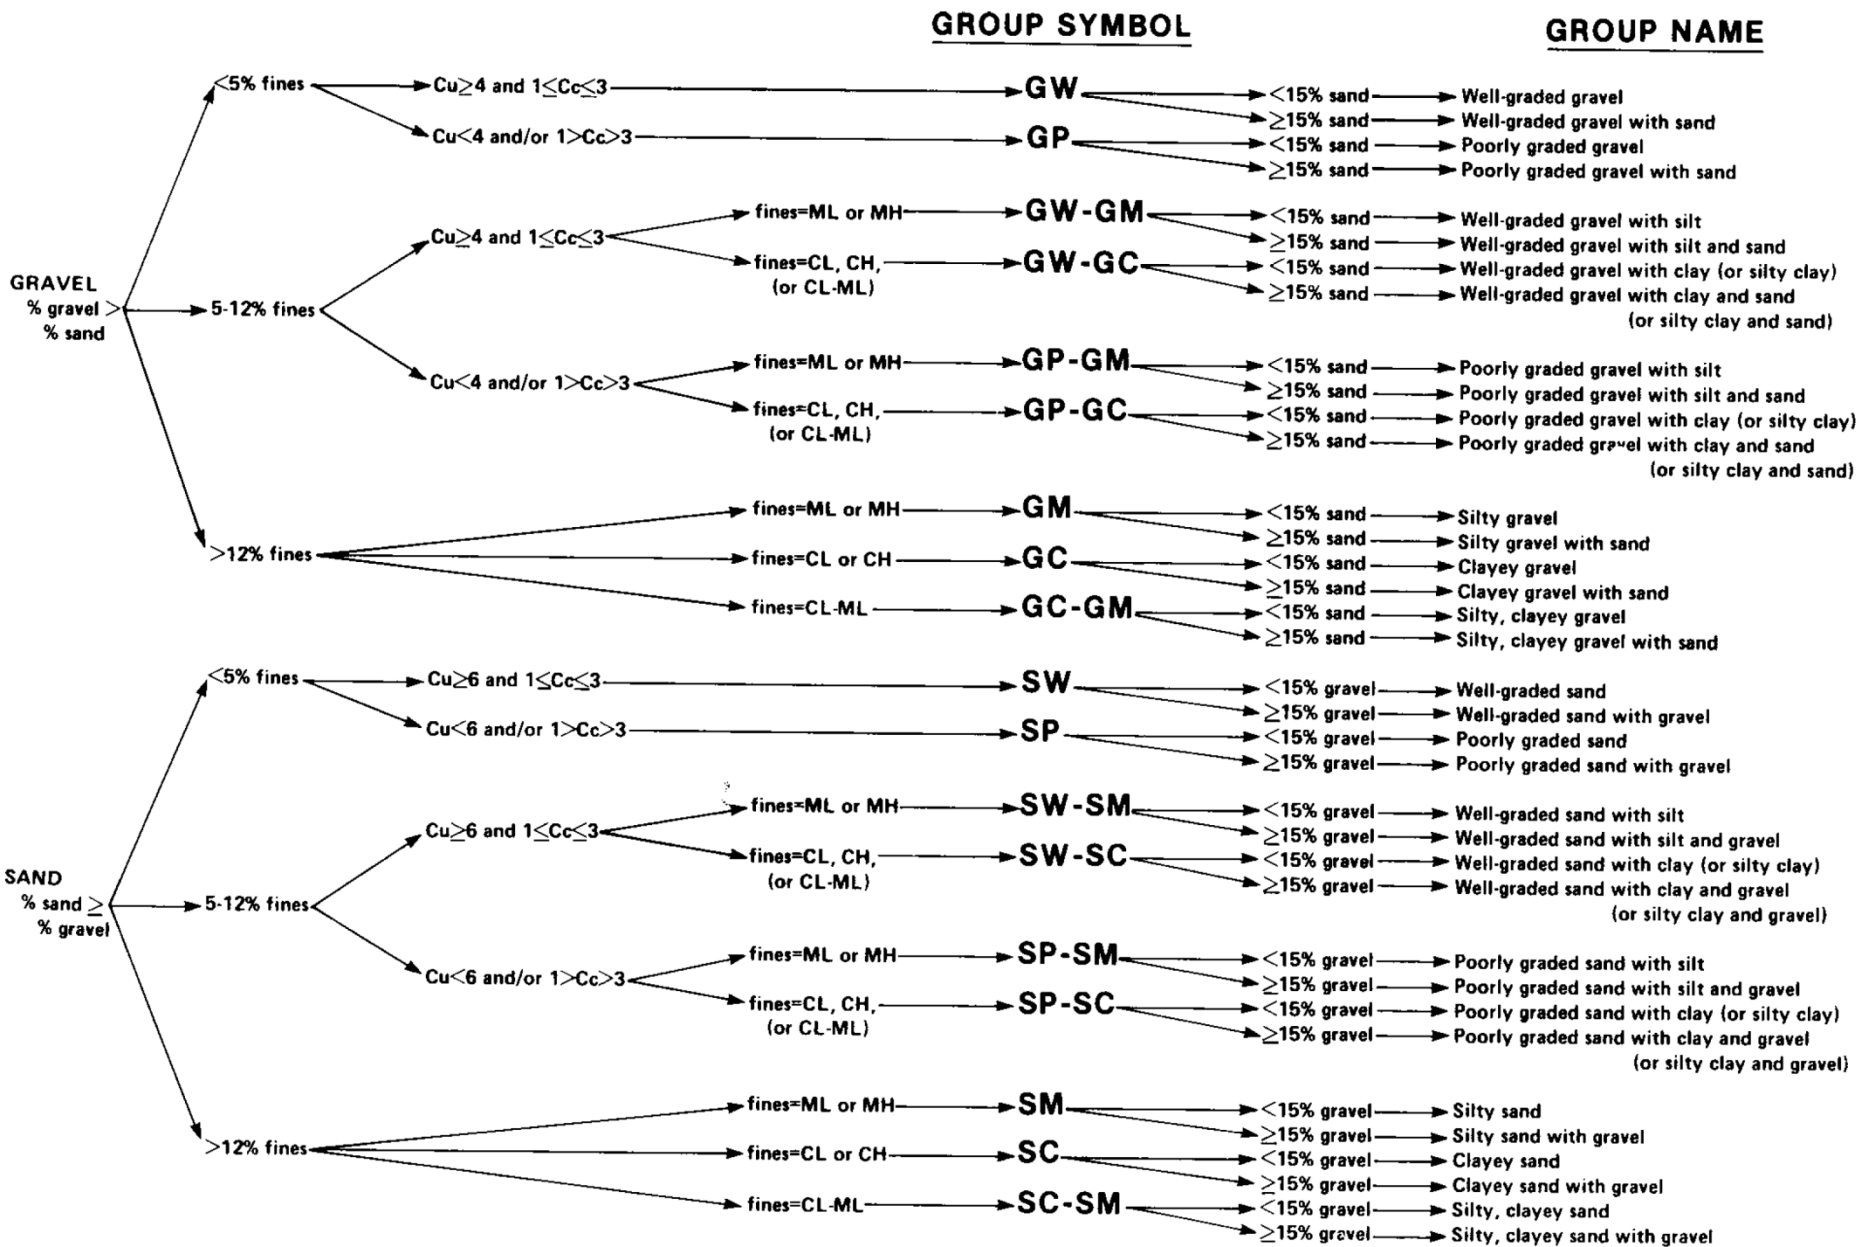 GROUP SYMBOL GROUP NAME
<5% fines Cu≥4 and 1≤Cc≤3 GW <15% sand Well-graded gravel
≥15% sand Well-graded gravel with sand
Cu<4 and/or 1>Cc>3 GP <15% sand Poorly graded gravel
≥15% sand Poorly graded gravel with sand
fines=ML or MH GW-GM <15% sand Well-graded gravel with silt
Cu≥4 and 1≤Cc≤3 ≥15% sand Well-graded gravel with silt and sand
fines=CL, CH, GW-GC <15% sand Well-graded gravel with clay (or silty clay)
(or CL-ML) ≥15% sand Well-graded gravel with clay and sand
(or silty clay and sand)
GRAVEL
% gravel > 5-12% fines
% sand
fines=ML or MH GP-GM <15% sand Poorly graded gravel with silt
Cu<4 and/or 1>Cc>3 ≥15% sand Poorly graded gravel with silt and sand
fines=CL, CH, GP-GC <15% sand Poorly graded gravel with clay (or silty clay)
(or CL-ML) ≥15% sand Poorly graded gravel with clay and sand
(or silty clay and sand)
fines=ML or MH GM <15% sand Silty gravel
≥15% sand Silty gravel with sand
>12% fines fines=CL or CH GC <15% sand Clayey gravel
≥15% sand Clayey gravel with sand
fines=CL-ML GC-GM <15% sand Silty, clayey gravel
≥15% sand Silty, clayey gravel with sand
<5% fines Cu≥6 and 1≤Cc≤3 SW <15% gravel Well-graded sand
≥15% gravel Well-graded sand with gravel
Cu<6 and/or 1>Cc>3 SP <15% gravel Poorly graded sand
≥15% gravel Poorly graded sand with gravel
fines=ML or MH SW-SM <15% gravel Well-graded sand with silt
Cu≥6 and 1≤Cc≤3 ≥15% gravel Well-graded sand with silt and gravel
fines=CL, CH, SW-SC <15% gravel Well-graded sand with clay (or silty clay)
(or CL-ML) ≥15% gravel Well-graded sand with clay and gravel
(or silty clay and gravel)
SAND
% sand ≥ 5-12% fines
% gravel
fines=ML or MH SP-SM <15% gravel Poorly graded sand with silt
Cu<6 and/or 1>Cc>3 ≥15% gravel Poorly graded sand with silt and gravel
fines=CL, CH, SP-SC <15% gravel Poorly graded sand with clay (or silty clay)
(or CL-ML) ≥15% gravel Poorly graded sand with clay and gravel
(or silty clay and gravel)
fines=ML or MH SM <15% gravel Silty sand
≥15% gravel Silty sand with gravel
>12% fines fines=CL or CH SC <15% gravel Clayey sand
≥15% gravel Clayey sand with gravel
fines=CL-ML SC-SM <15% gravel Silty, clayey sand
≥15% gravel Silty, clayey sand with gravel